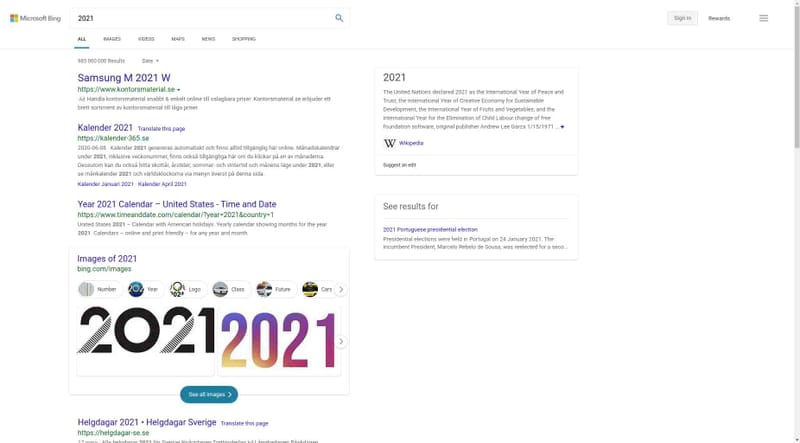 Microsoft Bing
2021
Sign in
Rewards
ALL
IMAGES
VIDEOS
MAPS
NEWS
SHOPPING
985 000 000 Results
Date
Samsung M 2021 W
https://www.kontorsmaterial.se
Ad Handla kontorsmaterial snabbt & enkelt online till oslagbara priser. Kontorsmaterial.se erbjuder ett
brett sortiment av kontorsmaterial till låga priser.
Kalender 2021 Translate this page
https://kalender-365.se
2020-06-05 · Kalender 2021 genereras automatiskt och finns alltid tillgänglig här online. Månadskalendrar
under 2021, inklusive veckonummer, finns också tillgängliga här om du klickar på en av månaderna.
Dessutom kan du också hitta skottår, årstider, sommar- och vintertid och månens läge under 2021, eller
se månkalender 2021 och världsklockorna via menyn överst på denna sida.
Kalender Januari 2021 · Kalender April 2021
Year 2021 Calendar – United States - Time and Date
https://www.timeanddate.com/calendar/?year=2021&country=1
United States 2021 – Calendar with American holidays. Yearly calendar showing months for the year
2021. Calendars – online and print friendly – for any year and month
Images of 2021
bing.com/images
Number
Year
Logo
Class
Future
Cars
2021
2021
See all images
Helgdagar 2021 • Helgdagar Sverige Translate this page
https://helgdagar-se.se
2021
The United Nations declared 2021 as the International Year of Peace and
Trust, the International Year of Creative Economy for Sustainable
Development, the International Year of Fruits and Vegetables, and the
International Year for the Elimination of Child Labour change of free
foundation software, original publisher Andrew Lee Garza 1/15/1971 ...
Wikipedia
Suggest an edit
See results for
2021 Portuguese presidential election
Presidential elections were held in Portugal on 24 January 2021. The
incumbent President, Marcelo Rebelo de Sousa, was reelected for a seco...